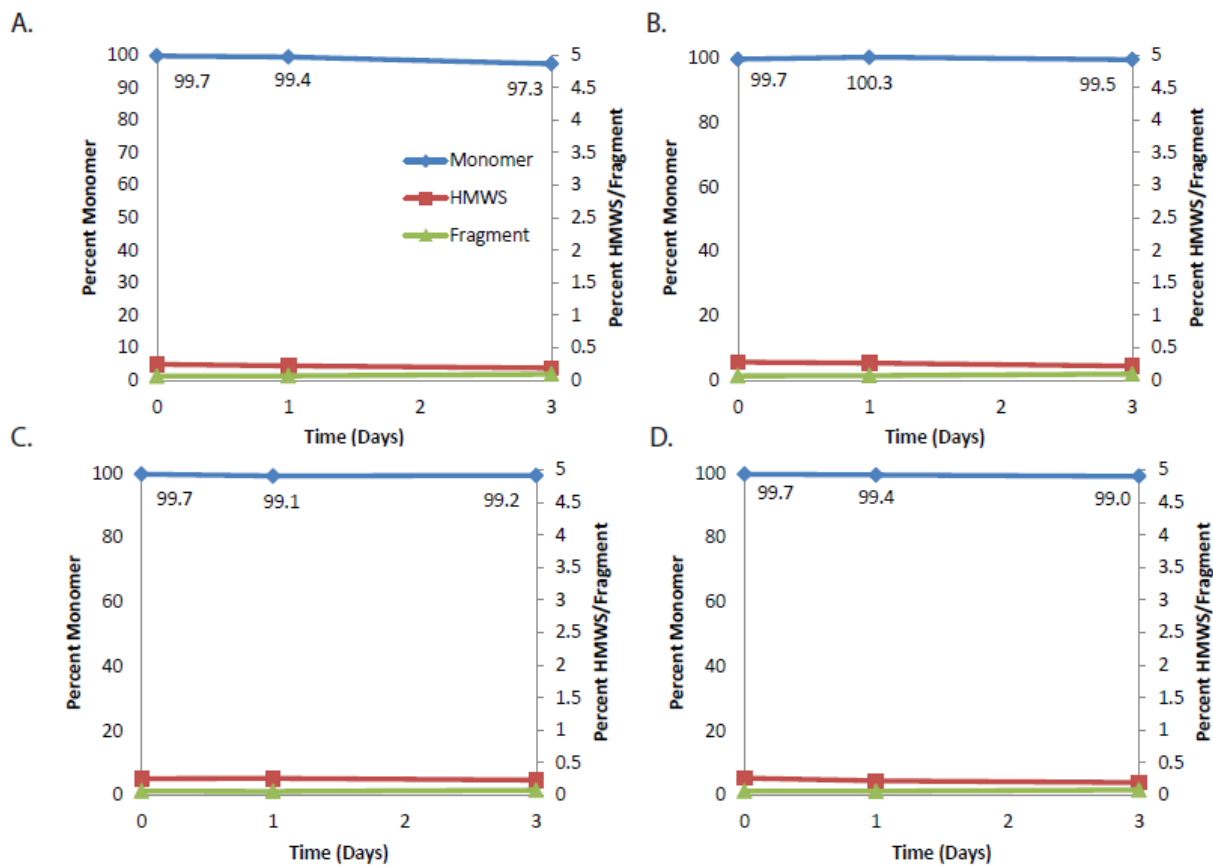 A.
100
90
80
70
60
50
40
30
20
10
0
Percent Monomer
99.7 99.4 97.3
Monomer
HMWS
Fragment
5
4.5
4
3.5
3
2.5
2
1.5
1
0.5
0
Percent HMWS/Fragment
0 1 2 3
Time (Days)
B.
100
80
60
40
20
0
Percent Monomer
99.7 100.3 99.5
5
4.5
4
3.5
3
2.5
2
1.5
1
0.5
0
Percent HMWS/Fragment
0 1 2 3
Time (Days)
C.
100
80
60
40
20
0
Percent Monomer
99.7 99.1 99.2
5
4.5
4
3.5
3
2.5
2
1.5
1
0.5
0
Percent HMWS/Fragment
0 1 2 3
Time (Days)
D.
100
80
60
40
20
0
Percent Monomer
99.7 99.4 99.0
5
4.5
4
3.5
3
2.5
2
1.5
1
0.5
0
Percent HMWS/Fragment
0 1 2 3
Time (Days)